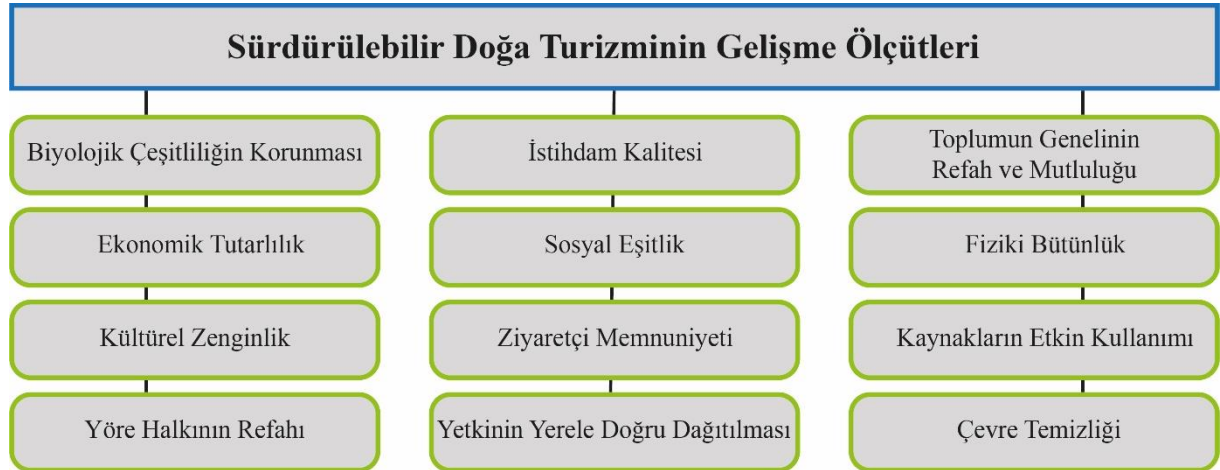 Sürdürülebilir Doğa Turizminin Gelişme Ölçütleri
Biyolojik Çeşitliliğin Korunması
Ekonomik Tutarlılık
Kültürel Zenginlik
Yöre Halkının Refahı
İstihdam Kalitesi
Sosyal Eşitlik
Ziyaretçi Memnuniyeti
Yetkinin Yerele Doğru Dağıtılması
Toplumun Genelinin
Refah ve Mutluluğu
Fiziki Bütünlük
Kaynakların Etkin Kullanımı
Çevre Temizliği